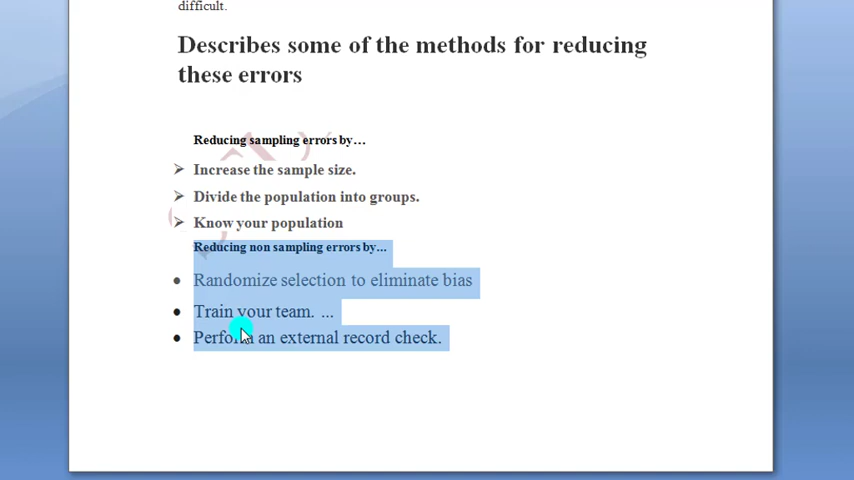 difficult.
Describes some of the methods for reducing
these errors
Reducing sampling errors by…
➢ Increase the sample size.
➢ Divide the population into groups.
➢ Know your population
Reducing non sampling errors by...
• Randomize selection to eliminate bias
• Train your team. ...
• Perform an external record check.